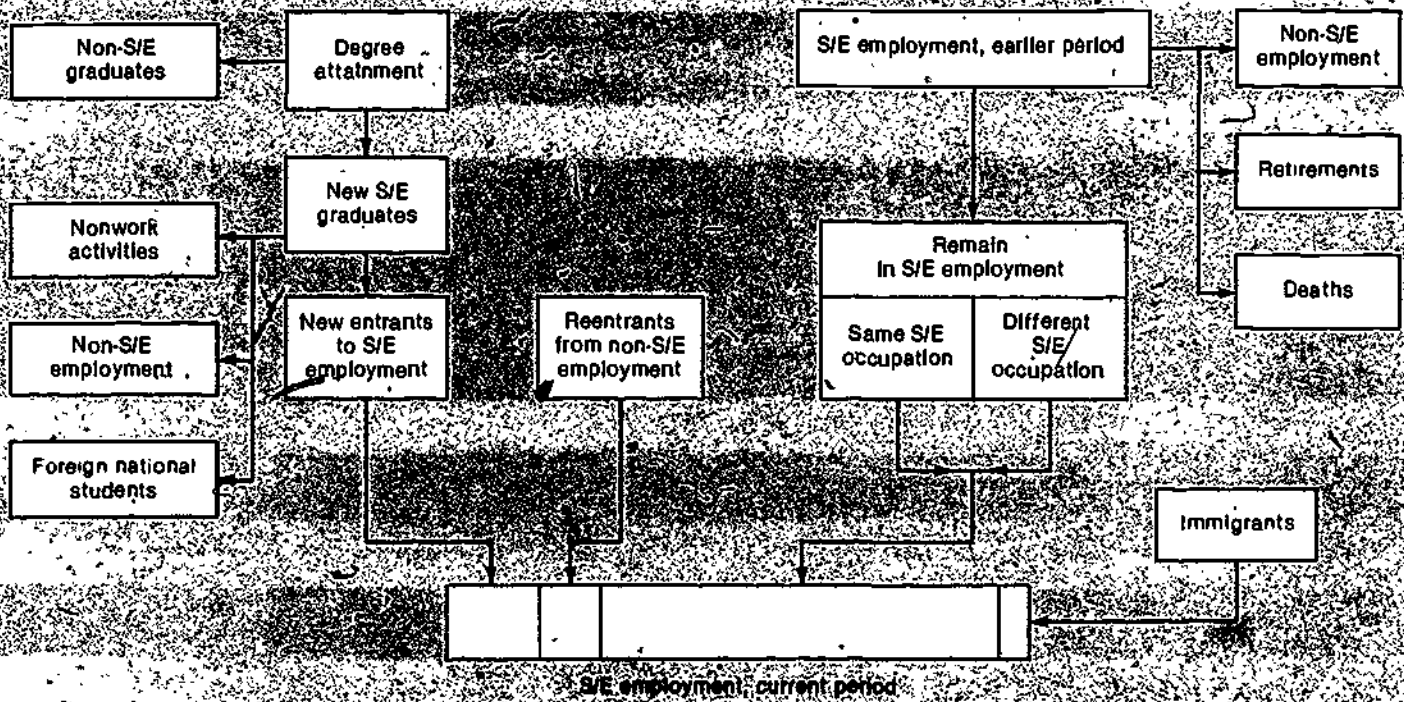 Non-S/E
graduates
Degree
attainment
S/E employment, earlier period
Non-S/E
employment
New S/E
graduates
Retirements
Nonwork
activities
Remain
in S/E employment
Deaths
Non-S/E
employment
New entrants
to S/E
employment
Reentrants
from non-S/E
employment
Same S/E
occupation
Different
S/E
occupation
Foreign national
students
Immigrants
S/E employment, current period